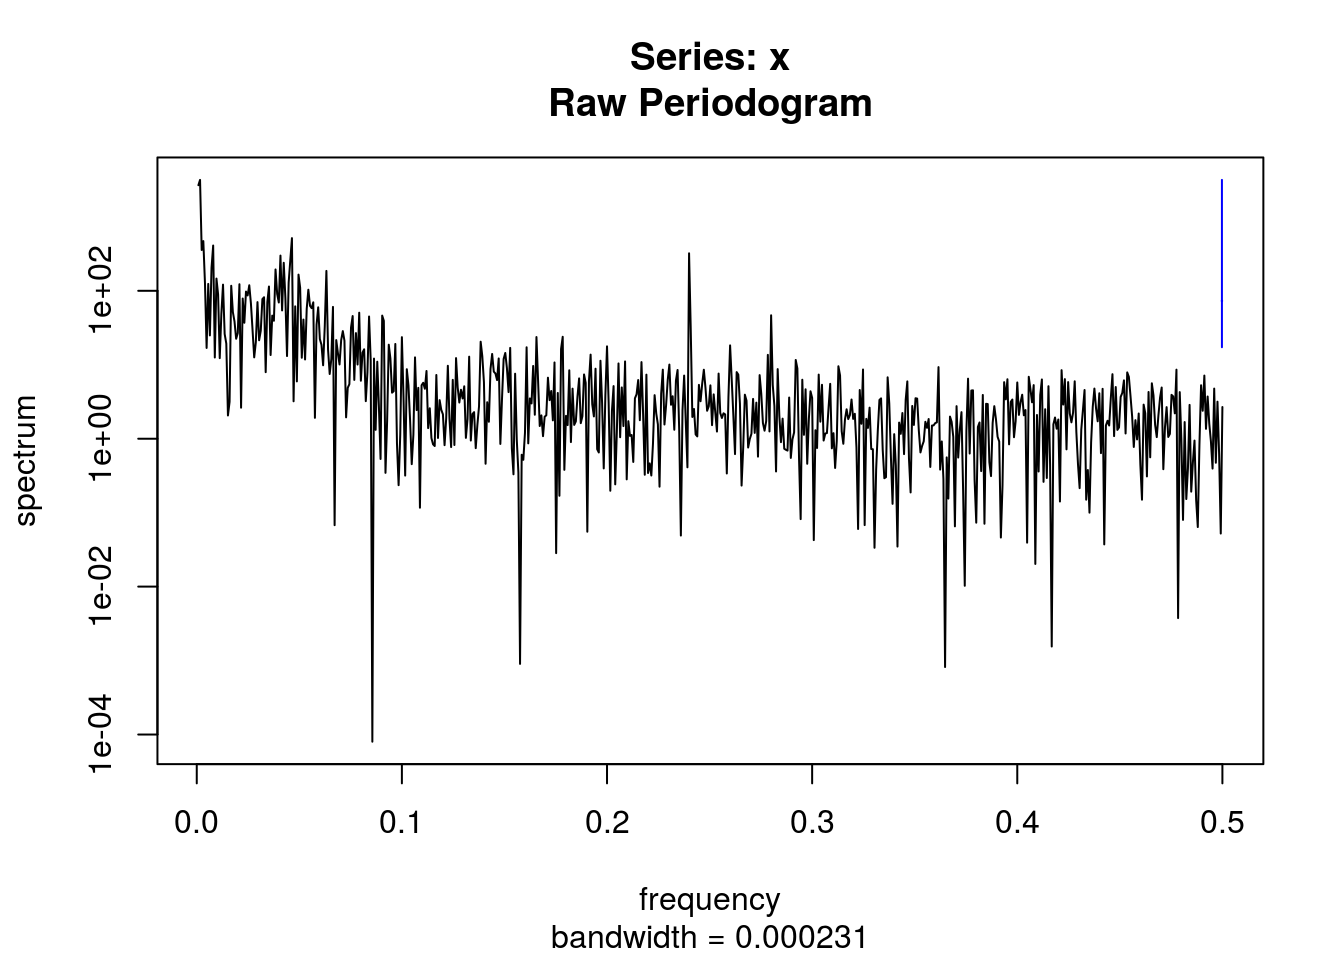 Series: x
Raw Periodogram
spectrum
1e+02
1e+00
1e-02
1e-04
0.0 0.1 0.2 0.3 0.4 0.5
frequency
bandwidth = 0.000231